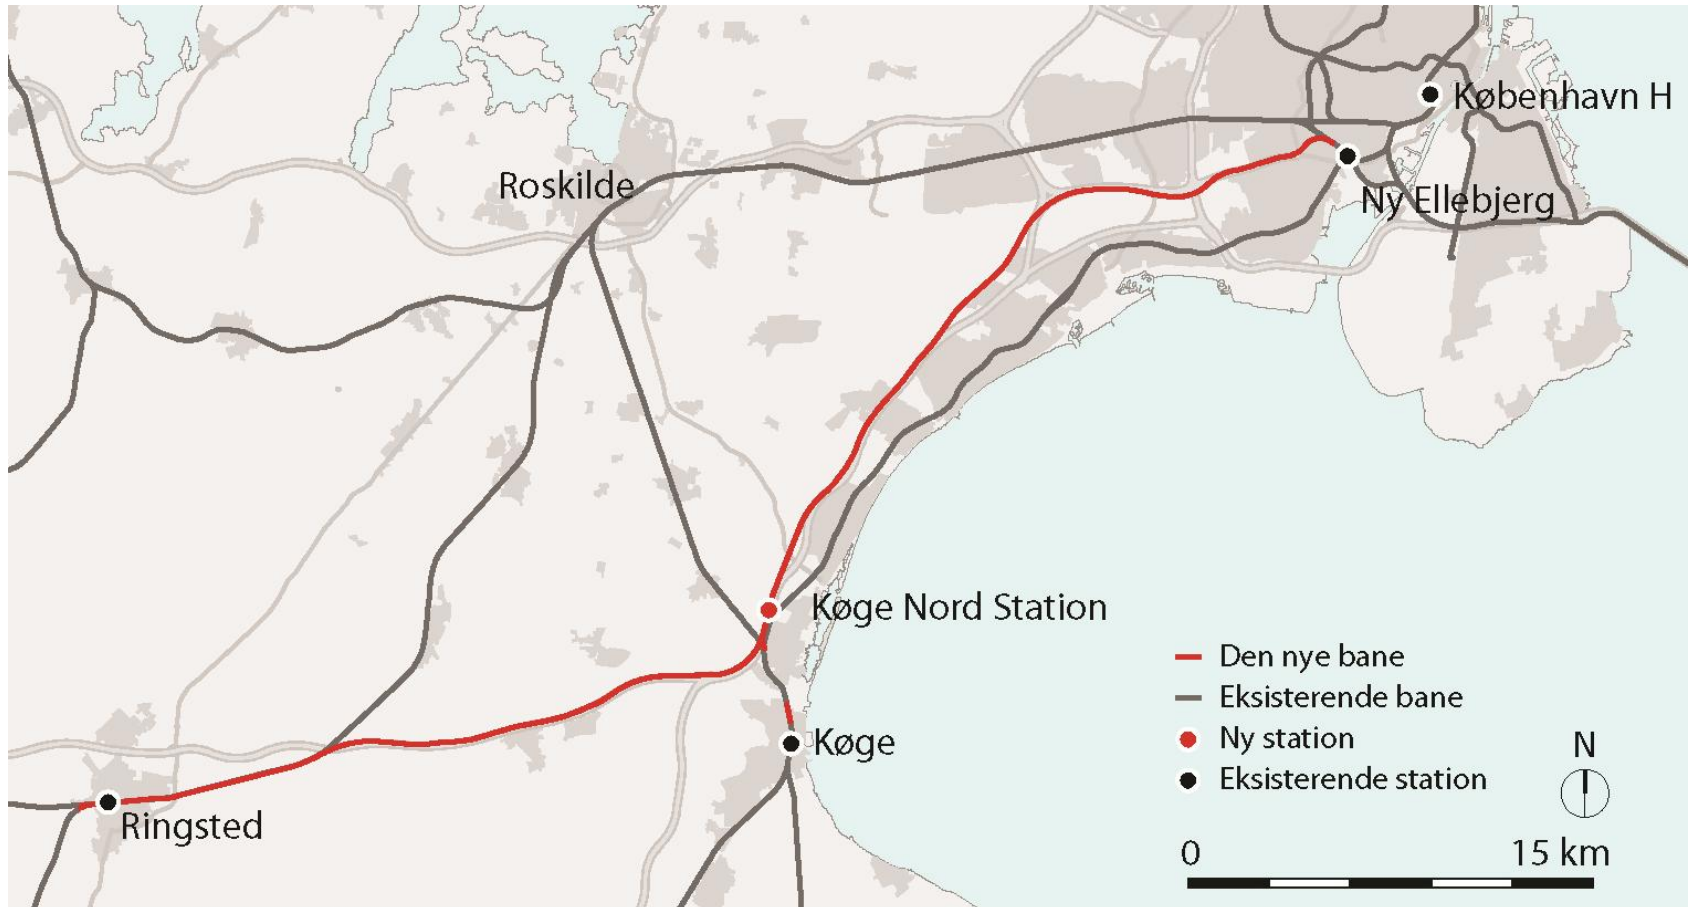 København H
Roskilde
Ny Ellebjerg
Køge Nord Station
Den nye bane
Eksisterende bane
Ny station
Køge
N
Eksisterende station
Ringsted
0 15 km